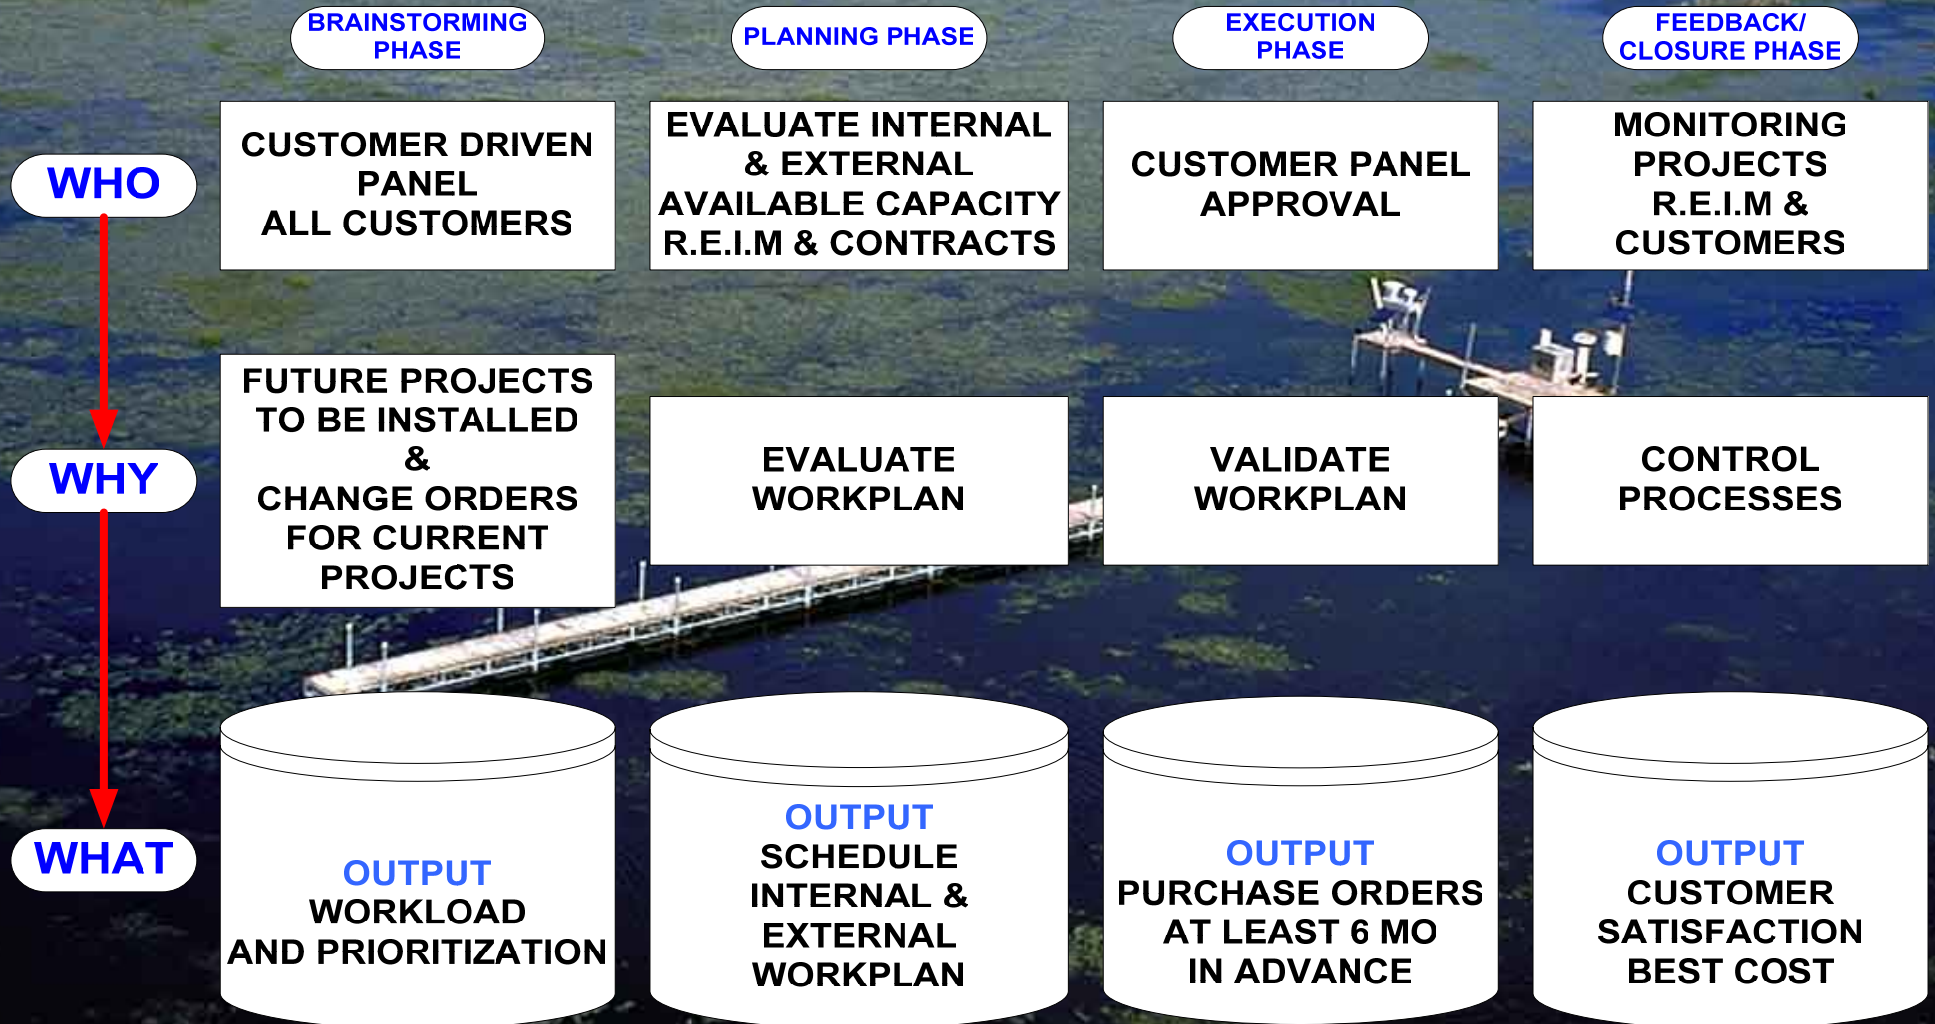 BRAINSTORMING
PHASE
PLANNING PHASE
EXECUTION
PHASE
FEEDBACK/
CLOSURE PHASE
WHO
CUSTOMER DRIVEN
PANEL
ALL CUSTOMERS
EVALUATE INTERNAL
& EXTERNAL
AVAILABLE CAPACITY
R.E.I.M & CONTRACTS
CUSTOMER PANEL
APPROVAL
MONITORING
PROJECTS
R.E.I.M &
CUSTOMERS
WHY
FUTURE PROJECTS
TO BE INSTALLED
&
CHANGE ORDERS
FOR CURRENT
PROJECTS
EVALUATE
WORKPLAN
VALIDATE
WORKPLAN
CONTROL
PROCESSES
WHAT
OUTPUT
WORKLOAD
AND PRIORITIZATION
OUTPUT
SCHEDULE
INTERNAL &
EXTERNAL
WORKPLAN
OUTPUT
PURCHASE ORDERS
AT LEAST 6 MO
IN ADVANCE
OUTPUT
CUSTOMER
SATISFACTION
BEST COST